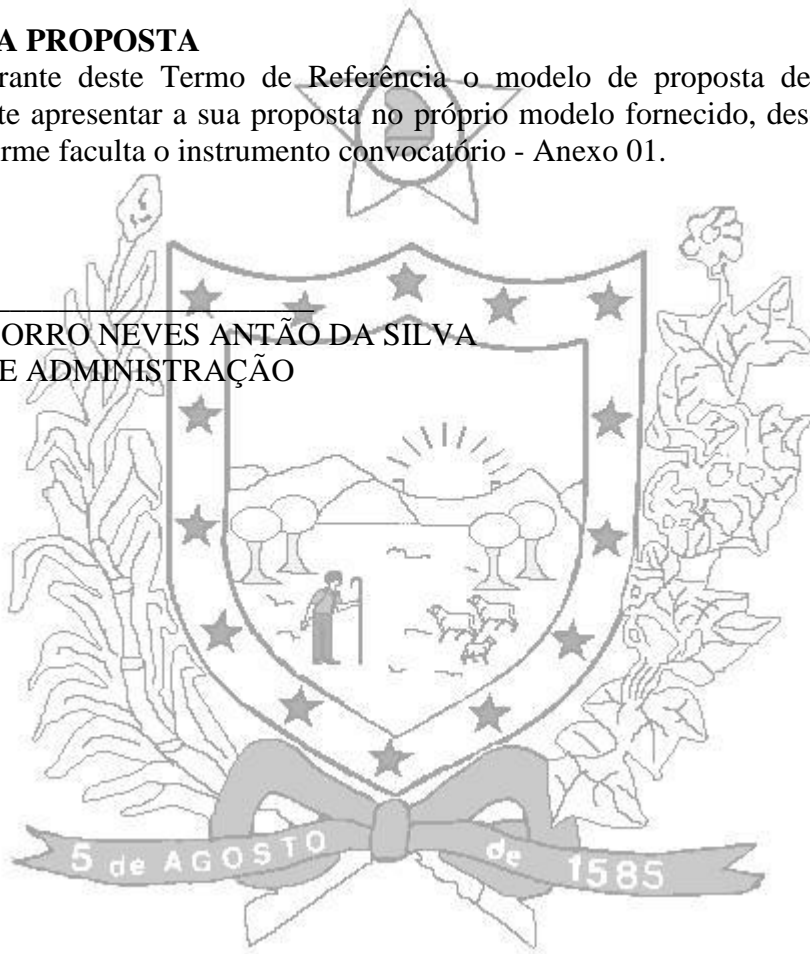 A PROPOSTA
rante deste Termo de Referência o modelo de proposta de
te apresentar a sua proposta no próprio modelo fornecido, des
rme faculta o instrumento convocatório - Anexo 01.
ORRO NEVES ANTÃO DA SILVA
E ADMINISTRAÇÃO
5 de AGOSTO de 1585